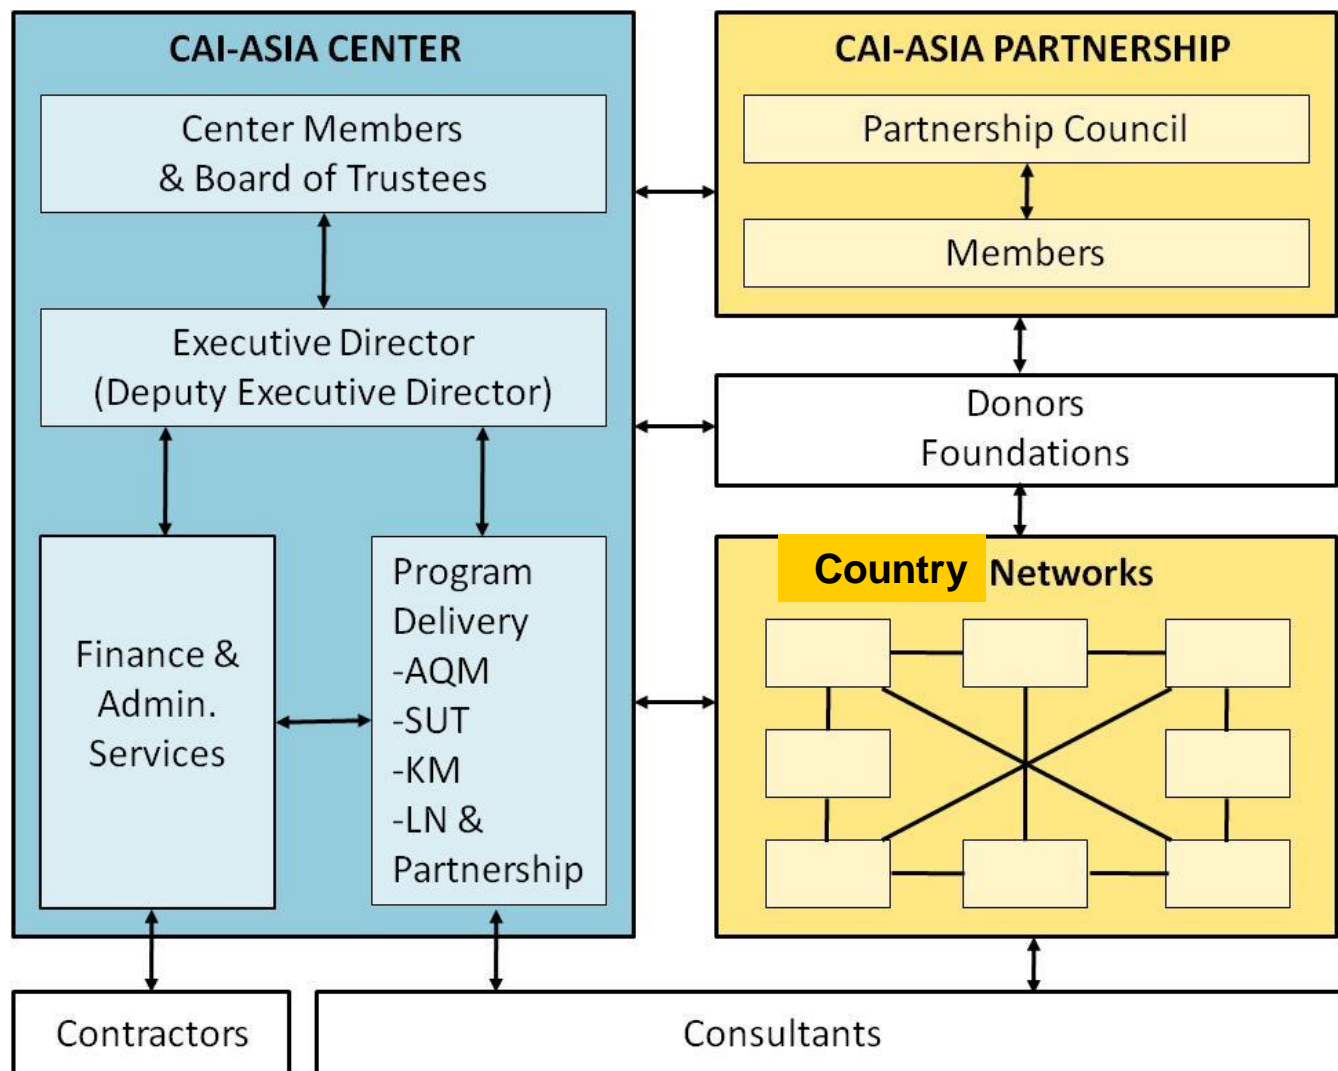 CAI-ASIA CENTER
Center Members
& Board of Trustees
Executive Director
(Deputy Executive Director)
Finance &
Admin.
Services
Program
Delivery
-AQM
-SUT
-KM
-LN &
Partnership
CAI-ASIA PARTNERSHIP
Partnership Council
Members
Donors
Foundations
Country Networks
Contractors
Consultants